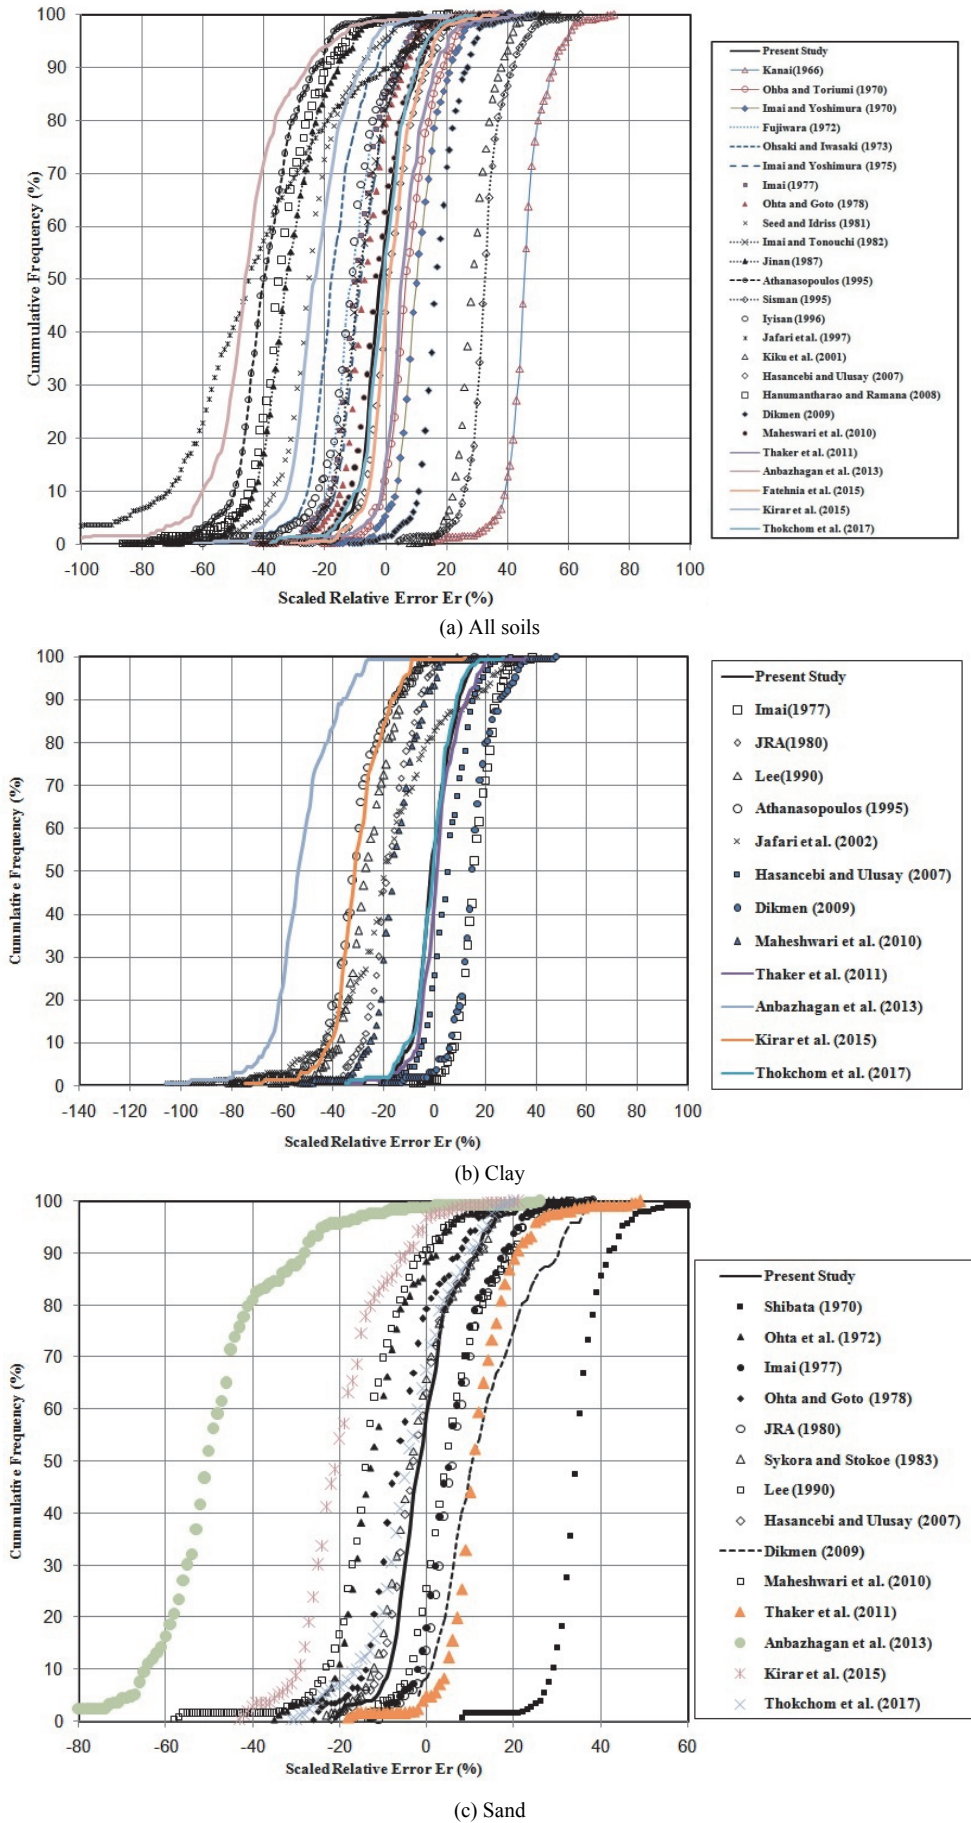 100
90
80
70
60
50
40
30
20
10
0
Cummulative Frequency (%)
-100 -80 -60 -40 -20 0 20 40 60 80 100
Scaled Relative Error Er (%)
Present Study
Kanai(1966)
Ohba and Toriumi (1970)
Imai and Yoshimura (1970)
Fujiwara (1972)
Ohsaki and Iwasaki (1973)
Imai and Yoshimura (1975)
Imai (1977)
Ohta and Goto (1978)
Seed and Idriss (1981)
Imai and Tonouchi (1982)
Jinan (1987)
Athanasopoulos (1995)
Sisman (1995)
Iyisan (1996)
Jafari et al. (1997)
Kiku et al. (2001)
Hasancebi and Ulusay (2007)
Hanumantharao and Ramana (2008)
Dikmen (2009)
Maheswari et al. (2010)
Thaker et al. (2011)
Anbazhagan et al. (2013)
Fatehnia et al. (2015)
Kirar et al. (2015)
Thokchom et al. (2017)
(a) All soils
100
90
80
70
60
50
40
30
20
10
0
Cummulative Frequency (%)
-140 -120 -100 -80 -60 -40 -20 0 20 40 60 80 100
Scaled Relative Error Er (%)
Present Study
Imai(1977)
JRA(1980)
Lee(1990)
Athanasopoulos (1995)
Jafari et al. (2002)
Hasancebi and Ulusay (2007)
Dikmen (2009)
Maheshwari et al. (2010)
Thaker et al. (2011)
Anbazhagan et al. (2013)
Kirar et al. (2015)
Thokchom et al. (2017)
(b) Clay
100
90
80
70
60
50
40
30
20
10
0
Cummulative Frequency (%)
-80 -60 -40 -20 0 20 40 60
Scaled Relative Error Er (%)
Present Study
Shibata (1970)
Ohta et al. (1972)
Imai (1977)
Ohta and Goto (1978)
JRA (1980)
Sykora and Stokoe (1983)
Lee (1990)
Hasancebi and Ulusay (2007)
Dikmen (2009)
Maheshwari et al. (2010)
Thaker et al. (2011)
Anbazhagan et al. (2013)
Kirar et al. (2015)
Thokchom et al. (2017)
(c) Sand